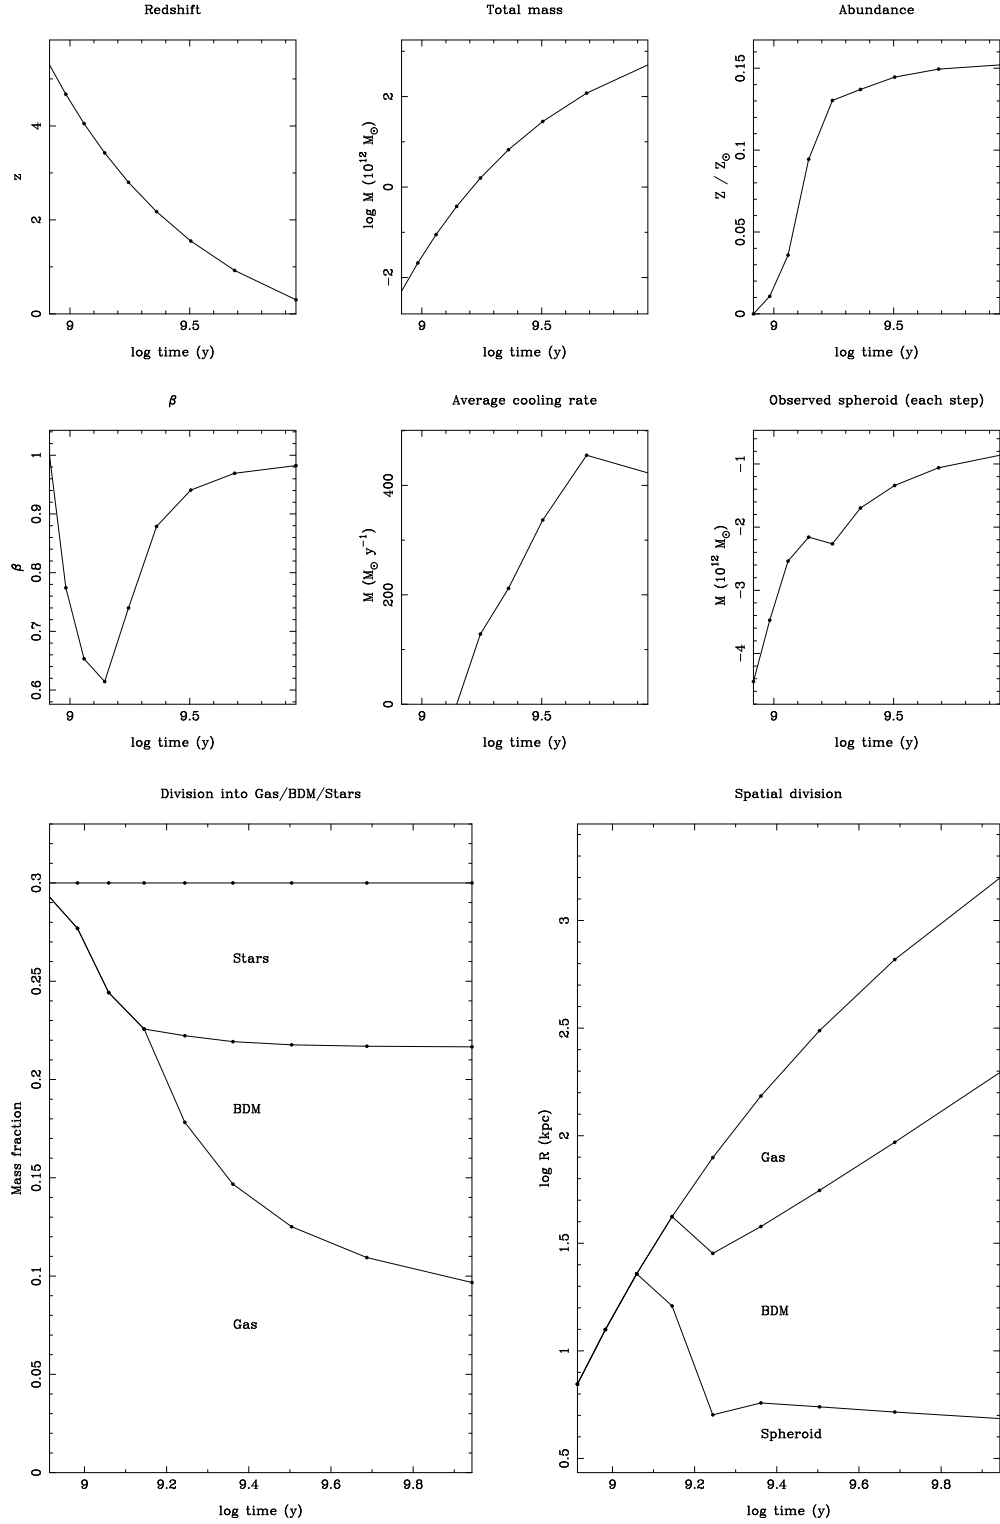 Redshift
Total mass
Abundance
4
2
0
z
9 9.5
log time (y)
2
0
−2
log M (10¹² M⊙)
9 9.5
log time (y)
0.15
0.1
0.05
0
Z / Z⊙
9 9.5
log time (y)
β
Average cooling rate
Observed spheroid (each step)
1
0.9
0.8
0.7
0.6
β
9 9.5
log time (y)
400
200
0
M (M⊙ y⁻¹)
9 9.5
log time (y)
−1
−2
−3
−4
M (10¹² M⊙)
9 9.5
log time (y)
Division into Gas/BDM/Stars
Spatial division
0.3
0.25
0.2
0.15
0.1
0.05
0
Mass fraction
Stars
BDM
Gas
9 9.2 9.4 9.6 9.8
log time (y)
3
2.5
2
1.5
1
0.5
log R (kpc)
Gas
BDM
Spheroid
9 9.2 9.4 9.6 9.8
log time (y)